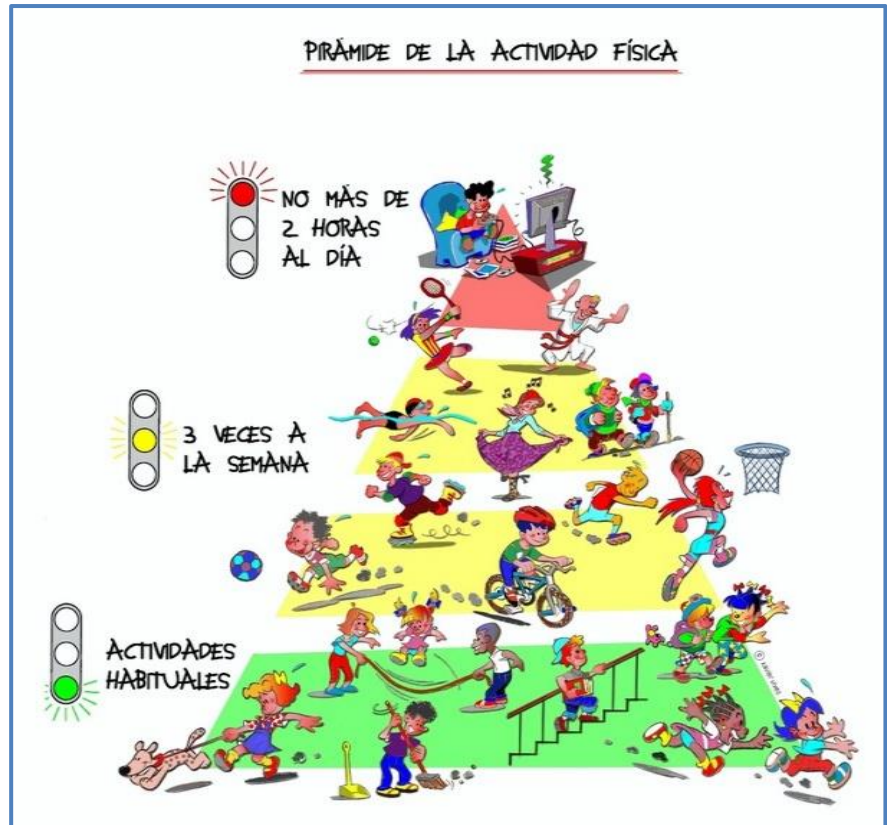 PIRÁMIDE DE LA ACTIVIDAD FÍSICA
NO MÁS DE
2 HORAS
AL DÍA
3 VECES A
LA SEMANA
ACTIVIDADES
HABITUALES